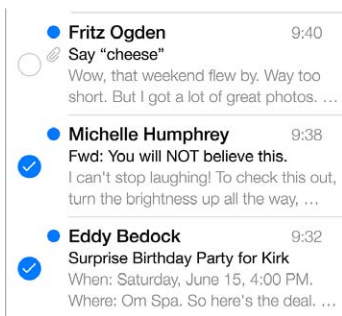 Fritz Ogden 9:40
Say “cheese”
Wow, that weekend flew by. Way too
short. But I got a lot of great photos. …
Michelle Humphrey 9:38
Fwd: You will NOT believe this.
I can't stop laughing! To check this out,
turn the brightness up all the way, …
Eddy Bedock 9:32
Surprise Birthday Party for Kirk
When: Saturday, June 15, 4:00 PM.
Where: Om Spa. So here's the deal. …